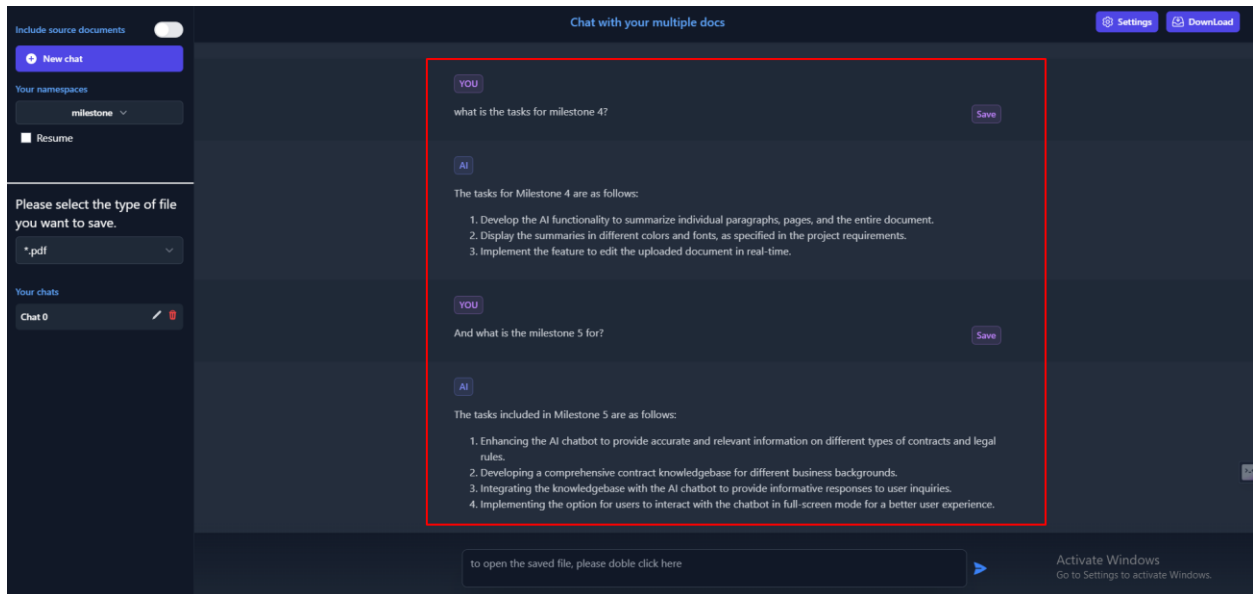 Include source documents
New chat
Your namespaces
milestone
Resume
Please select the type of file
you want to save.
*.pdf
Your chats
Chat 0
Chat with your multiple docs
Settings
DownLoad
YOU
what is the tasks for milestone 4?
Save
AI
The tasks for Milestone 4 are as follows:
1. Develop the AI functionality to summarize individual paragraphs, pages, and the entire document.
2. Display the summaries in different colors and fonts, as specified in the project requirements.
3. Implement the feature to edit the uploaded document in real-time.
YOU
And what is the milestone 5 for?
Save
AI
The tasks included in Milestone 5 are as follows:
1. Enhancing the AI chatbot to provide accurate and relevant information on different types of contracts and legal
rules.
2. Developing a comprehensive contract knowledgebase for different business backgrounds.
3. Integrating the knowledgebase with the AI chatbot to provide informative responses to user inquiries.
4. Implementing the option for users to interact with the chatbot in full-screen mode for a better user experience.
to open the saved file, please doble click here
Activate Windows
Go to Settings to activate Windows.